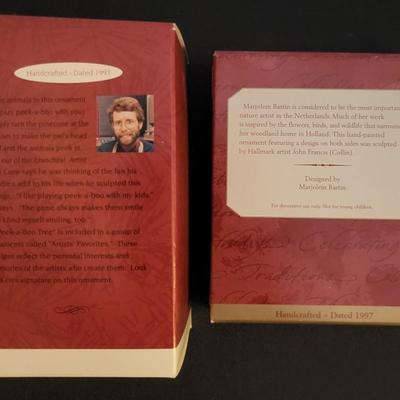 Handcrafted - Dated 1993
animals in this ornament
peek-a-boo with you!
turn the pinecone at the
to make the owl's head
and the animals peek in
out of the branches! Artist
says he was thinking of the fun his
add to his life when he sculpted this
"I like playing peek-a-boo with my kids,"
says. "The game always makes them smile
find myself smiling, too."
Peek-a-Boo Tree" is included in a group of
ornaments called "Artists' Favorites." These
reflect the personal interests and
memories of the artists who create them. Look
signature on this ornament.
Marjolein Bastin is considered to be the most important
nature artist in the Netherlands. Much of her work
is inspired by the flowers, birds, and wildlife that surround
her woodland home in Holland. This hand-painted
ornament featuring a design on both sides was sculpted
by Hallmark artist John Francis (Collin).
Designed by
Marjolein Bastin
For decorative use only. Not for young children.
Celebrating
Traditions
Handcrafted – Dated 1997